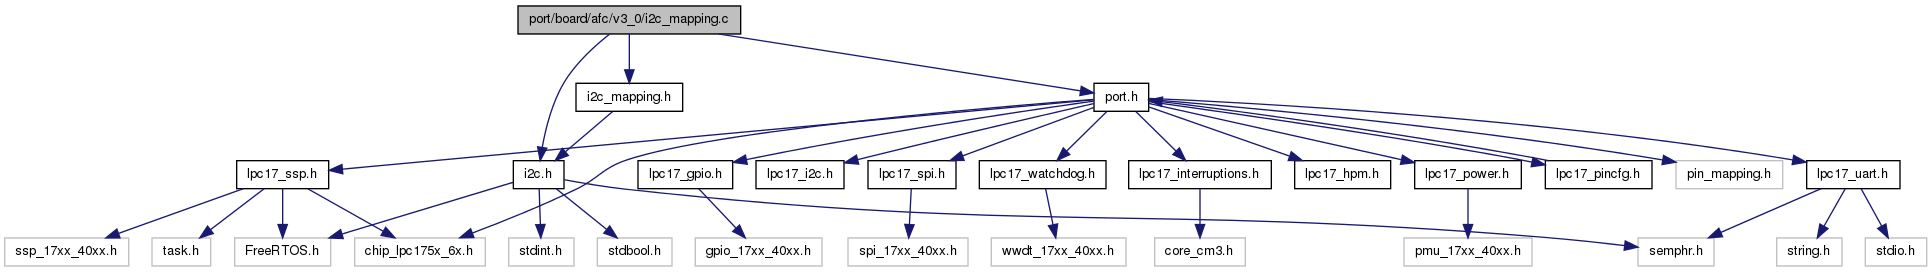 port/board/afc/v3_0/i2c_mapping.c
i2c_mapping.h
port.h
lpc17_ssp.h
i2c.h
lpc17_gpio.h
lpc17_i2c.h
lpc17_spi.h
lpc17_watchdog.h
lpc17_interruptions.h
lpc17_hpm.h
lpc17_power.h
lpc17_pincfg.h
pin_mapping.h
lpc17_uart.h
ssp_17xx_40xx.h
task.h
FreeRTOS.h
chip_lpc175x_6x.h
stdint.h
stdbool.h
gpio_17xx_40xx.h
spi_17xx_40xx.h
wwdt_17xx_40xx.h
core_cm3.h
pmu_17xx_40xx.h
semphr.h
string.h
stdio.h